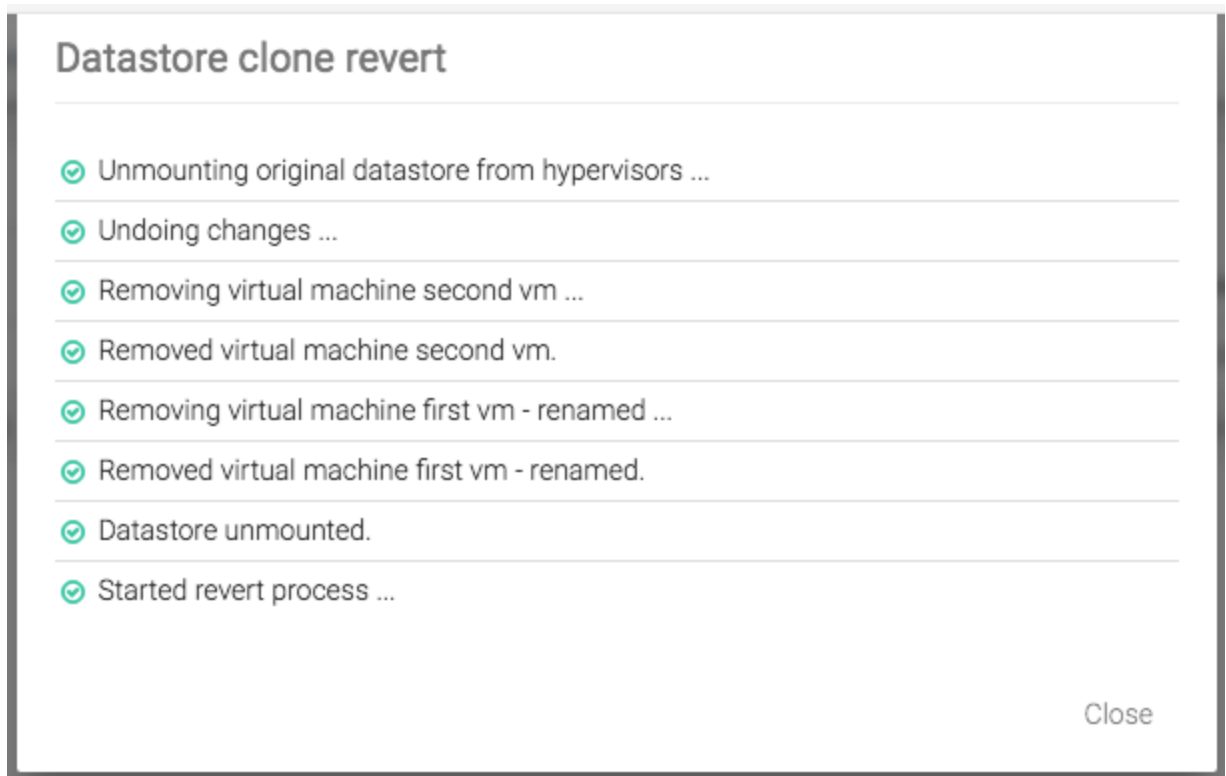 Datastore clone revert
Unmounting original datastore from hypervisors ...
Undoing changes ...
Removing virtual machine second vm ...
Removed virtual machine second vm.
Removing virtual machine first vm - renamed ...
Removed virtual machine first vm - renamed.
Datastore unmounted.
Started revert process ...
Close